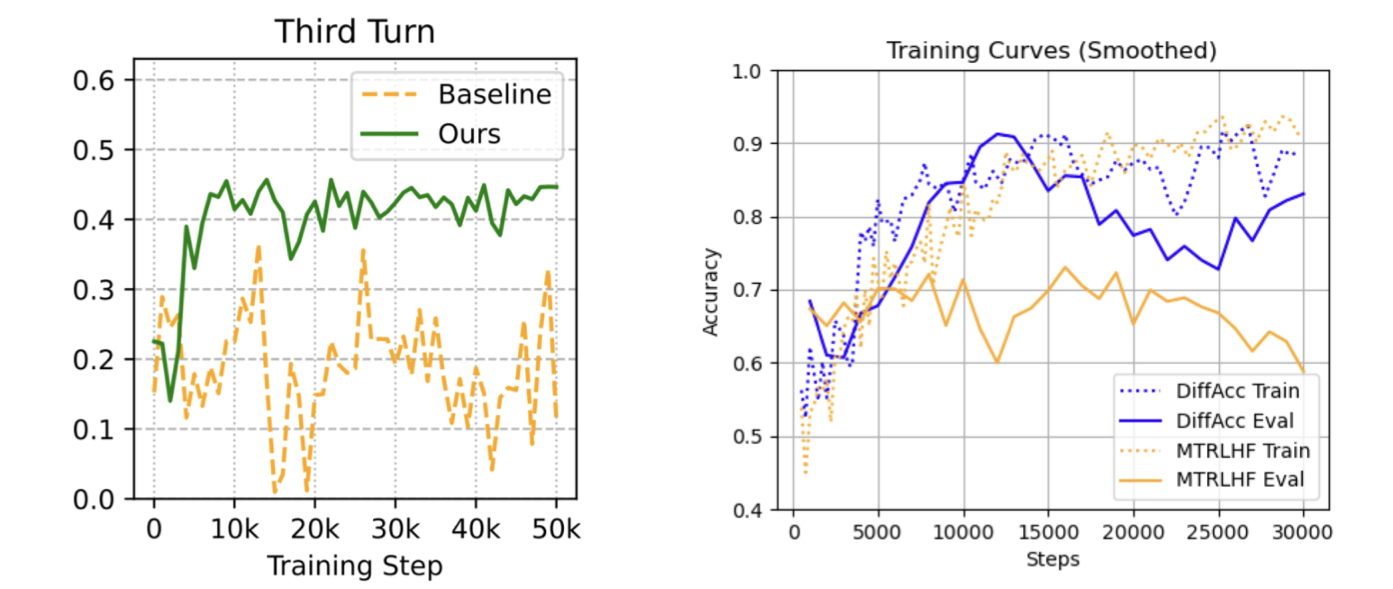 Third Turn
0.6
0.5
0.4
0.3
0.2
0.1
0.0
Baseline
Ours
0 10k 20k 30k 40k 50k
Training Step
Training Curves (Smoothed)
Accuracy
1.0
0.9
0.8
0.7
0.6
0.5
0.4
DiffAcc Train
DiffAcc Eval
MTRLHF Train
MTRLHF Eval
0 5000 10000 15000 20000 25000 30000
Steps